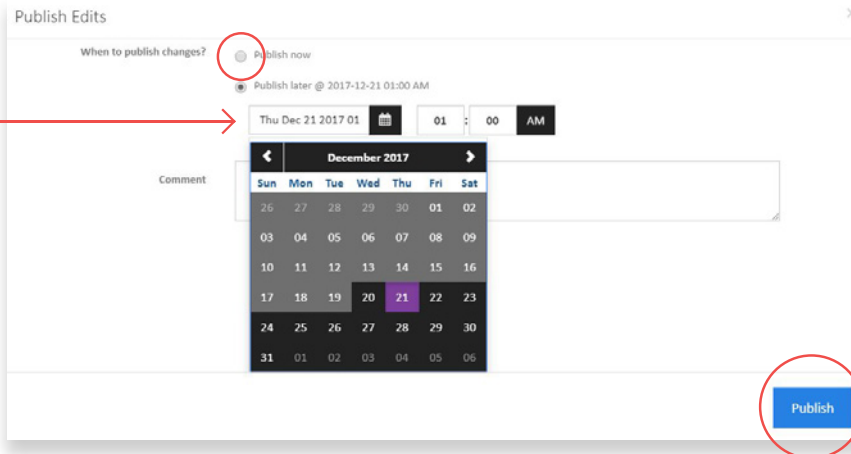 Publish Edits
When to publish changes?
Publish now
Publish later @ 2017-12-21 01:00 AM
Thu Dec 21 2017 01
01 : 00 AM
December 2017
Sun Mon Tue Wed Thu Fri Sat
26 27 28 29 30 01 02
03 04 05 06 07 08 09
10 11 12 13 14 15 16
17 18 19 20 21 22 23
24 25 26 27 28 29 30
31 01 02 03 04 05 06
Comment
Publish